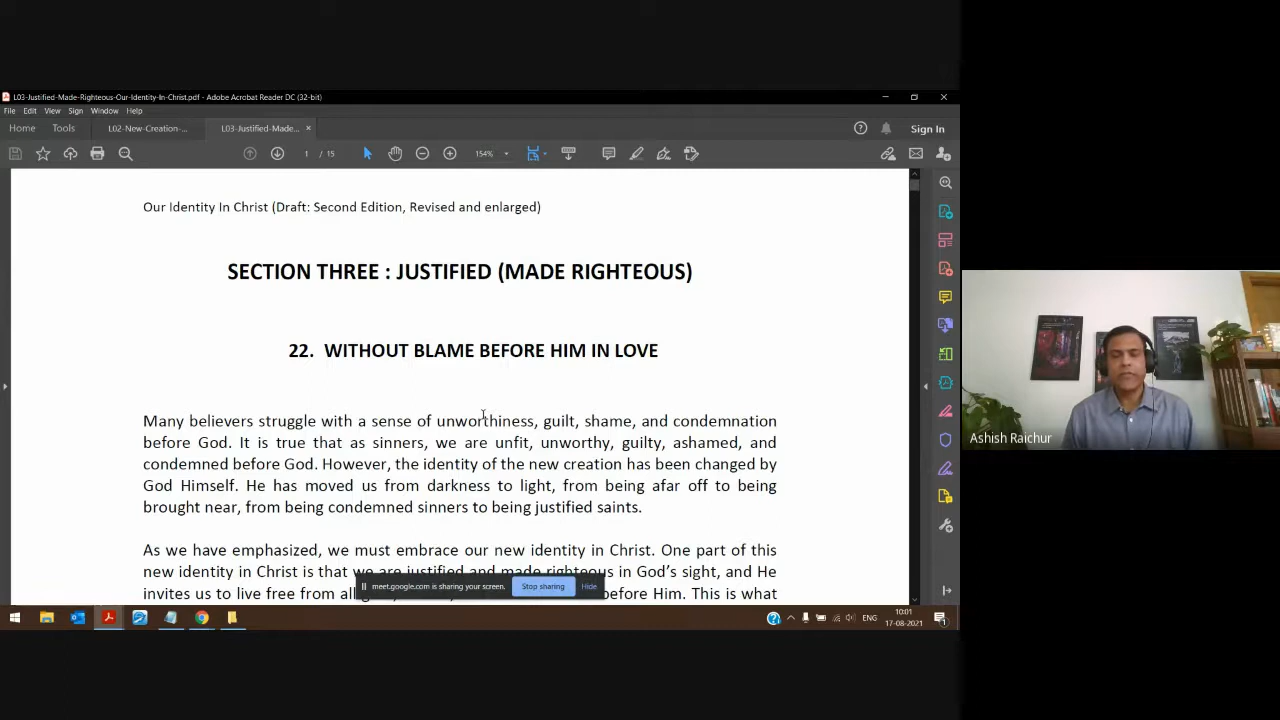 L03-Justified-Made-Righteous-Our-Identity-In-Christ.pdf - Adobe Acrobat Reader DC (32-bit)
File Edit View Sign Window Help
Home Tools L02-New-Creation-... L03-Justified-Made... × Sign In
1 / 15 154%
Our Identity In Christ (Draft: Second Edition, Revised and enlarged)
SECTION THREE : JUSTIFIED (MADE RIGHTEOUS)
22. WITHOUT BLAME BEFORE HIM IN LOVE
Many believers struggle with a sense of unworthiness, guilt, shame, and condemnation
before God. It is true that as sinners, we are unfit, unworthy, guilty, ashamed, and
condemned before God. However, the identity of the new creation has been changed by
God Himself. He has moved us from darkness to light, from being afar off to being
brought near, from being condemned sinners to being justified saints.
As we have emphasized, we must embrace our new identity in Christ. One part of this
new identity in Christ is that we are justified and made righteous in God's sight, and He
invites us to live free from all before Him. This is what
meet.google.com is sharing your screen. Stop sharing Hide
Ashish Raichur
ENG
10:01
17-08-2021